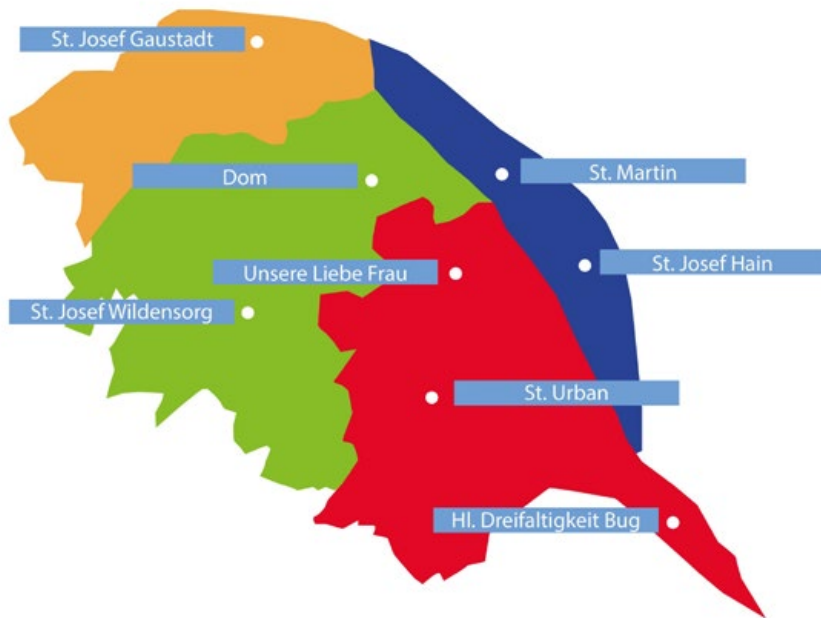 St. Josef Gaustadt
Dom
St. Martin
Unsere Liebe Frau
St. Josef Hain
St. Josef Wildensorg
St. Urban
Hl. Dreifaltigkeit Bug